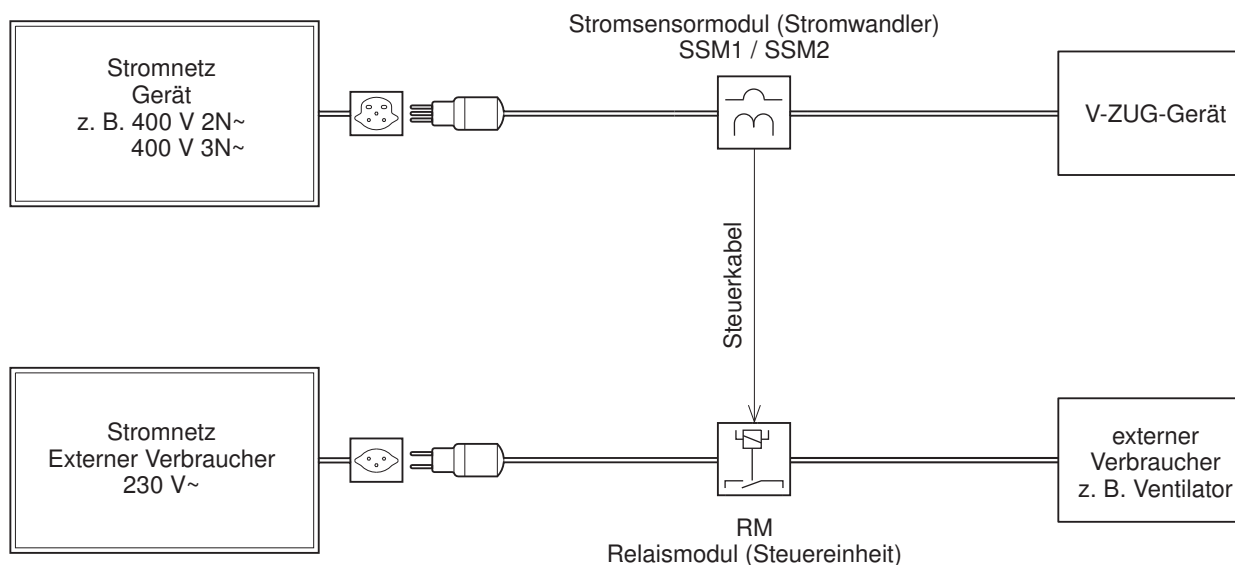 Stromnetz
Gerät
z. B. 400 V 2N~
400 V 3N~
Stromsensormodul (Stromwandler)
SSM1 / SSM2
V-ZUG-Gerät
Steuerkabel
Stromnetz
Externer Verbraucher
230 V~
RM
Relaismodul (Steuereinheit)
externer
Verbraucher
z. B. Ventilator